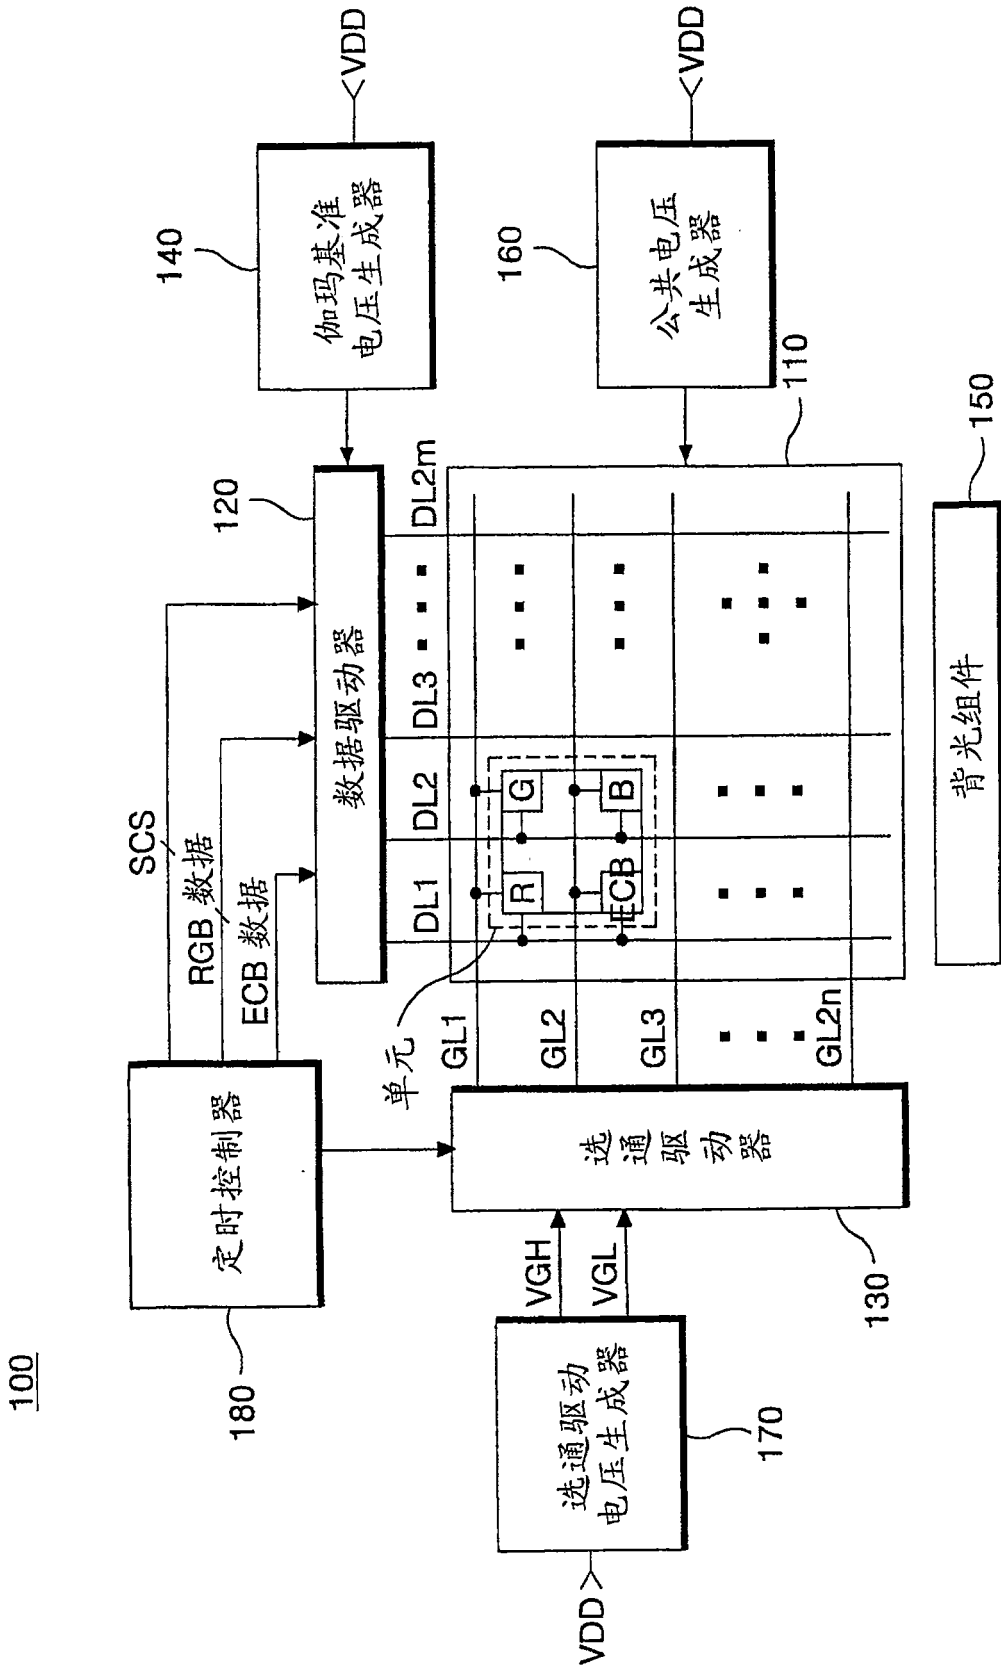 100
180
定时控制器
SCS
RGB 数据
ECB 数据
120
数据驱动器
140
伽玛基准
电压生成器
VDD
160
公共电压
生成器
VDD
110
DL1
DL2
DL3
DL2m
单元
GL1
GL2
GL3
GL2n
R
G
ECB
B
选通驱动器
130
VGH
VGL
选通驱动
电压生成器
170
VDD
背光组件
150